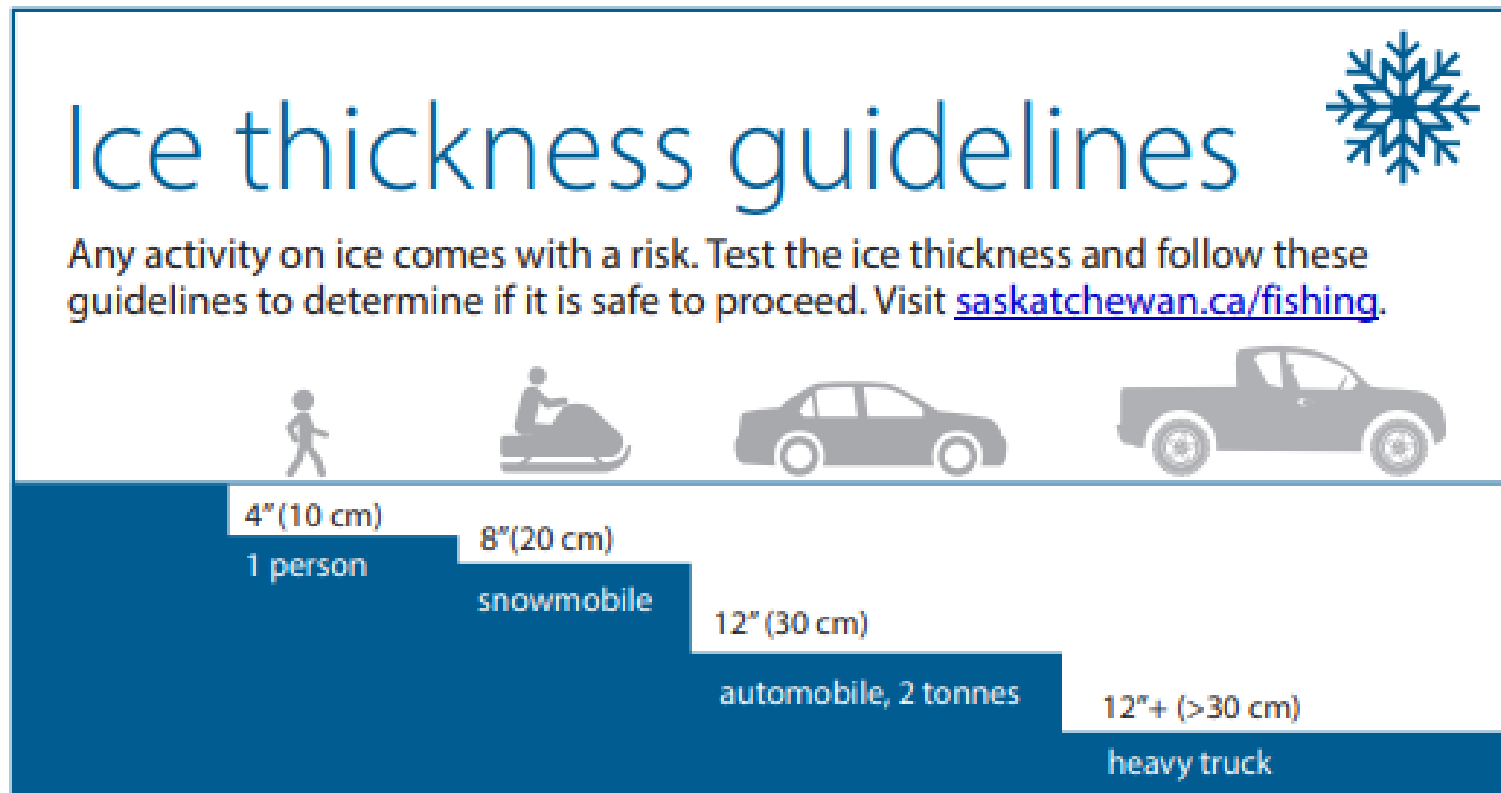 Ice thickness guidelines
Any activity on ice comes with a risk. Test the ice thickness and follow these
guidelines to determine if it is safe to proceed. Visit saskatchewan.ca/fishing.
4″(10 cm)
1 person
8″(20 cm)
snowmobile
12″ (30 cm)
automobile, 2 tonnes
12″+ (>30 cm)
heavy truck